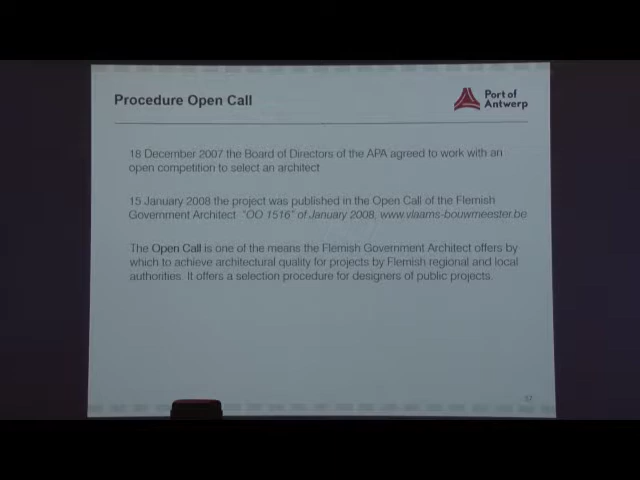 Procedure Open Call
Port of
Antwerp
18 December 2007 the Board of Directors of the APA agreed to work with an
open competition to select an architect
15 January 2008 the project was published in the Open Call of the Flemish
Government Architect "OO 1516" of January 2008, www.vlaams-bouwmeester.be
The Open Call is one of the means the Flemish Government Architect offers by
which to achieve architectural quality for projects by Flemish regional and local
authorities. It offers a selection procedure for designers of public projects.